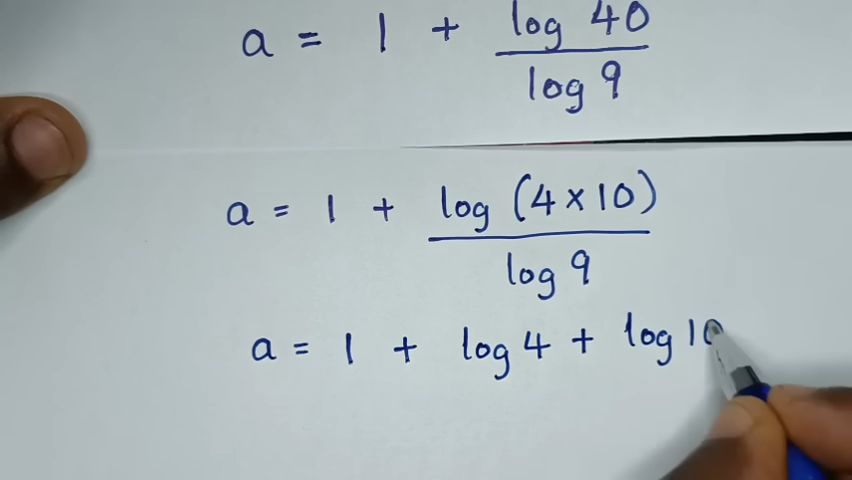 a = 1 + log 40 / log 9
a = 1 + log (4 × 10) / log 9
a = 1 + log 4 + log 10